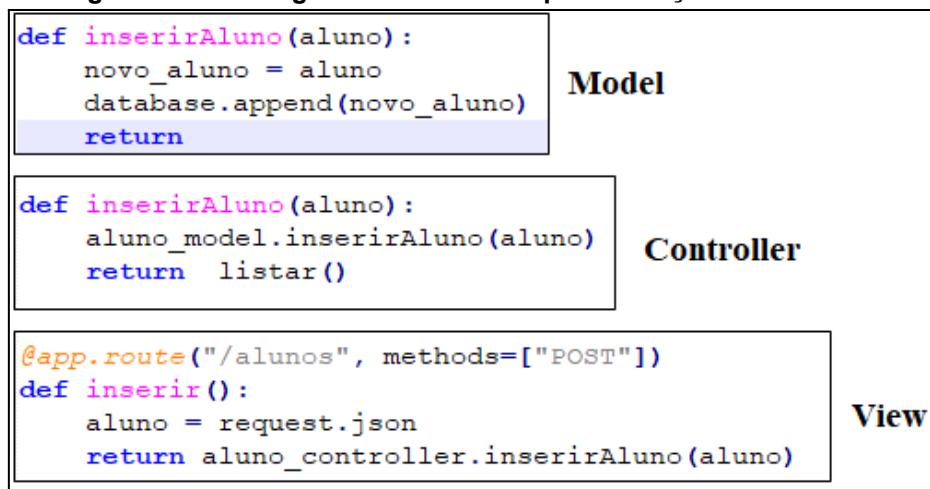 def inserirAluno(aluno):
    novo_aluno = aluno
    database.append(novo_aluno)
    return
Model
def inserirAluno(aluno):
    aluno_model.inserirAluno(aluno)
    return  listar()
Controller
@app.route("/alunos", methods=["POST"])
def inserir():
    aluno = request.json
    return aluno_controller.inserirAluno(aluno)
View